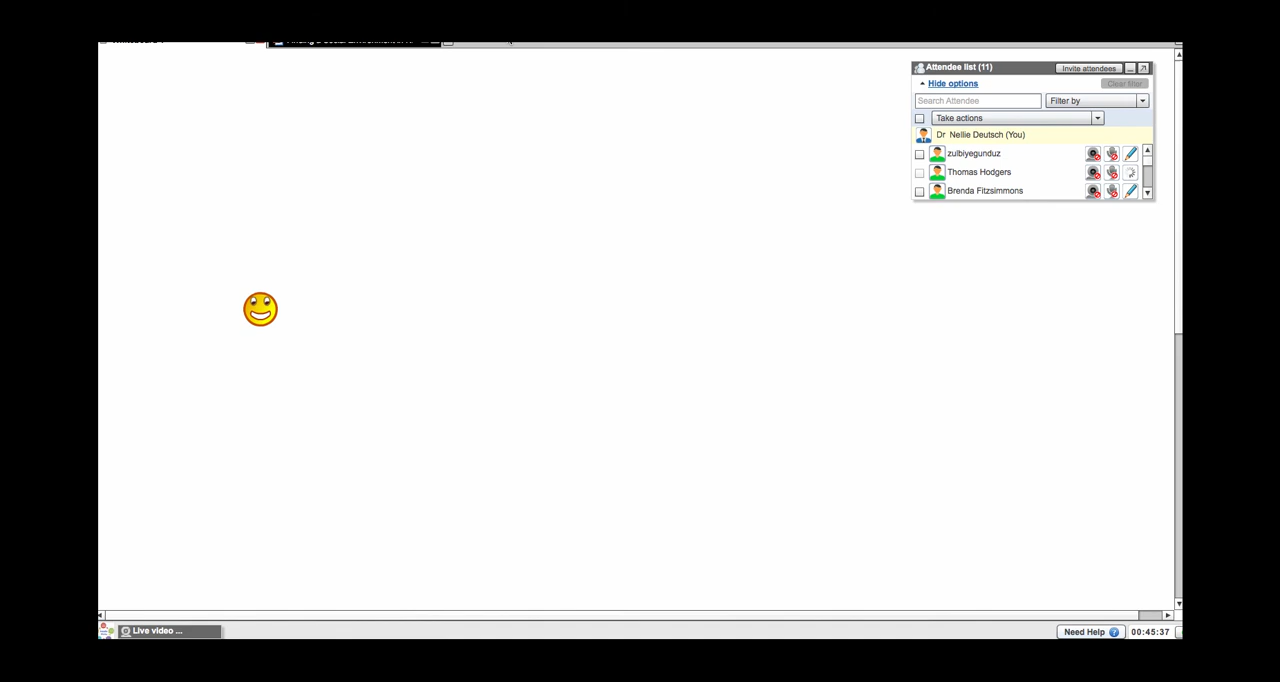 Attendee list (11)
Invite attendees
Hide options
Clear filter
Search Attendee
Filter by
Take actions
Dr Nellie Deutsch (You)
zulbiyegunduz
Thomas Hodgers
Brenda Fitzsimmons
Live video ...
Need Help ?
00:45:37